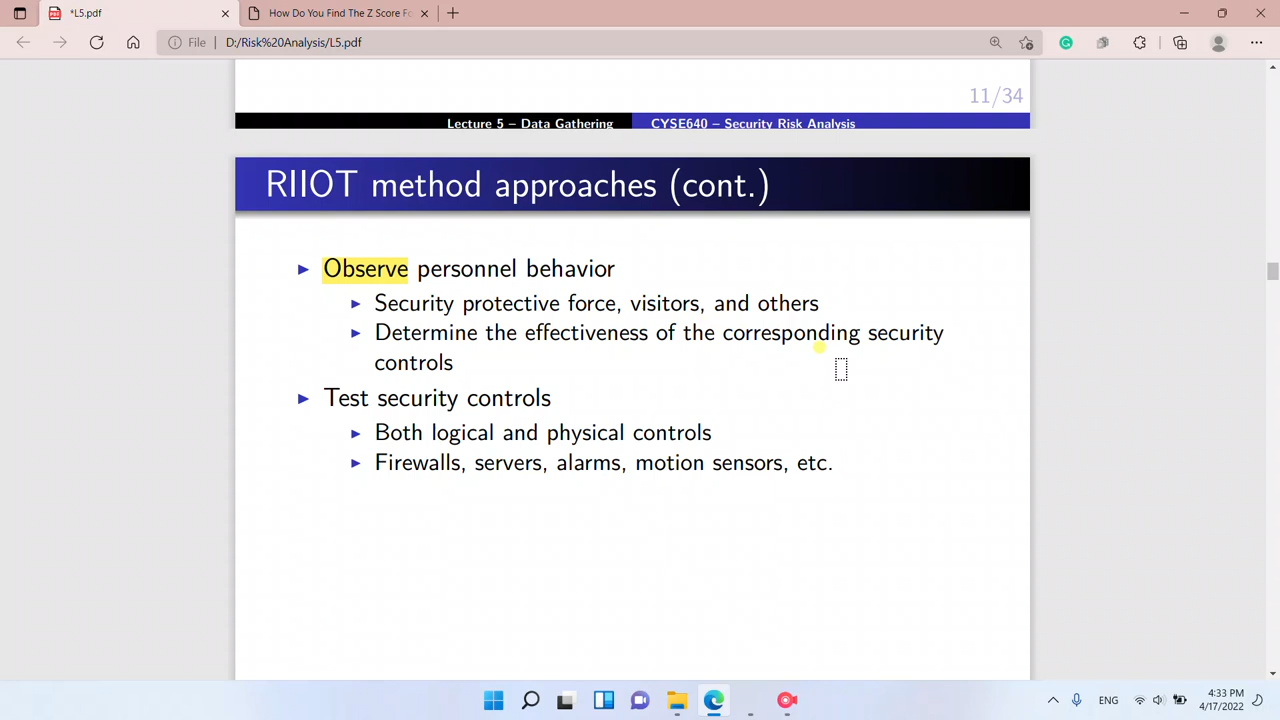 *L5.pdf
How Do You Find The Z Score Fo
File
D:/Risk%20Analysis/L5.pdf
11/34
Lecture 5 – Data Gathering
CYSE640 – Security Risk Analysis
RIIOT method approaches (cont.)
Observe personnel behavior
Security protective force, visitors, and others
Determine the effectiveness of the corresponding security
controls
Test security controls
Both logical and physical controls
Firewalls, servers, alarms, motion sensors, etc.
ENG
4:33 PM
4/17/2022